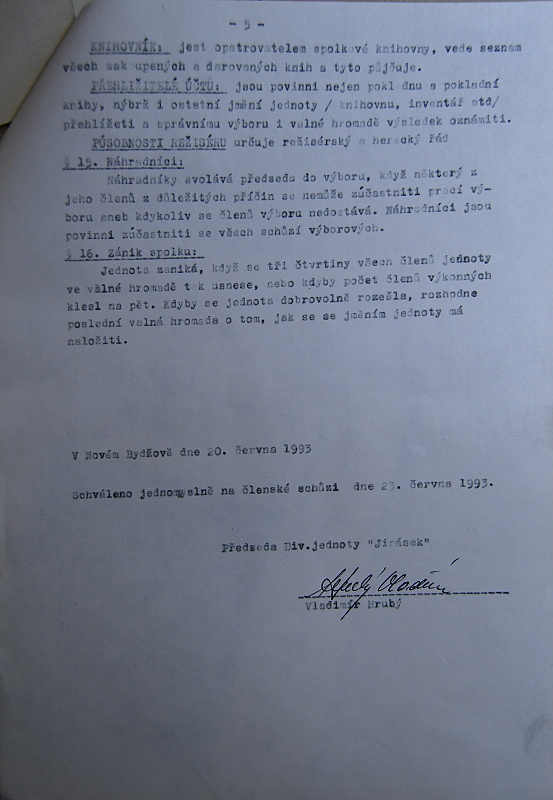 - 5 -
KNIHOVNÍK: jest opatrovatelem spolkové knihovny, vede seznam
všech zakoupených a darovaných knih a tyto půjčuje.
PŘEHLIŽITELÉ ÚČTŮ: jsou povinni nejen pokladnu a pokladní
knihy, nýbrž i ostatní jmění jednoty / knihovnu, inventář atd/
přehlížeti a správnímu výboru i valné hromadě výsledek oznámiti.
PŮSOBNOSTI REŽISÉRU určuje režisérský a herecký řád
§ 15. Náhradníci:
Náhradníky svolává předseda do výboru, když některý z
jeho členů z důležitých příčin se nemůže zúčastniti prací vý-
boru aneb kdykoliv se členů výboru nedostává. Náhradníci jsou
povinni zúčastniti se všech schůzí výborových.
§ 16. Zánik spolku:
Jednota zaniká, když se tři čtvrtiny všech členů jednoty
ve valné hromadě tak usnese, nebo kdyby počet členů výkonných
klesl na pět. Kdyby se jednota dobrovolně rozešla, rozhodne
poslední valná hromada o tom, jak se se jměním jednoty má
naložiti.
V Novém Bydžově dne 20. června 1993
Schváleno jednomyslně na členské schůzi dne 23. června 1993.
Předseda Div.jednoty "Jirásek"
Hrubý Vladimír
Vladimír Hrubý